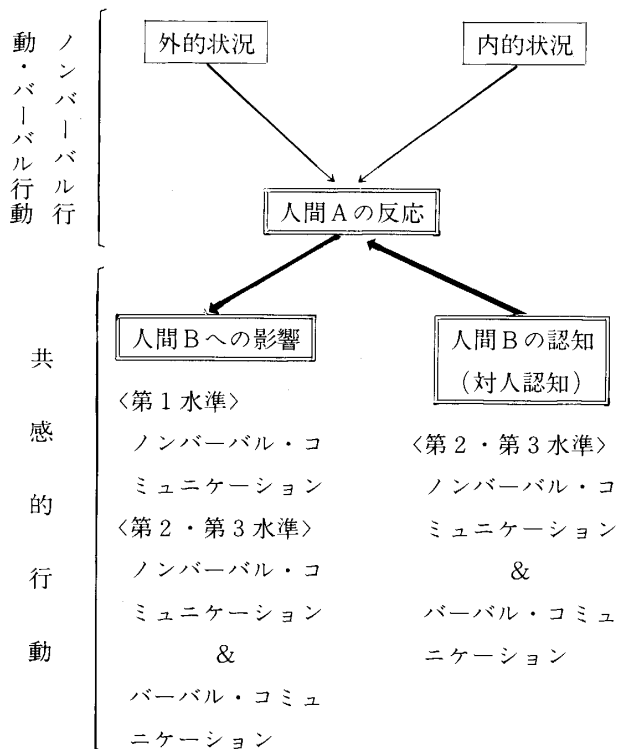 ノンバーバル行
動・バーバル行動
外的状況
内的状況
人間Aの反応
共感的行動
人間Bへの影響
〈第1水準〉
ノンバーバル・コ
ミュニケーション
〈第2・第3水準〉
ノンバーバル・コ
ミュニケーション
&
バーバル・コミュ
ニケーション
人間Bの認知
(対人認知)
〈第2・第3水準〉
ノンバーバル・コ
ミュニケーション
&
バーバル・コミュ
ニケーション